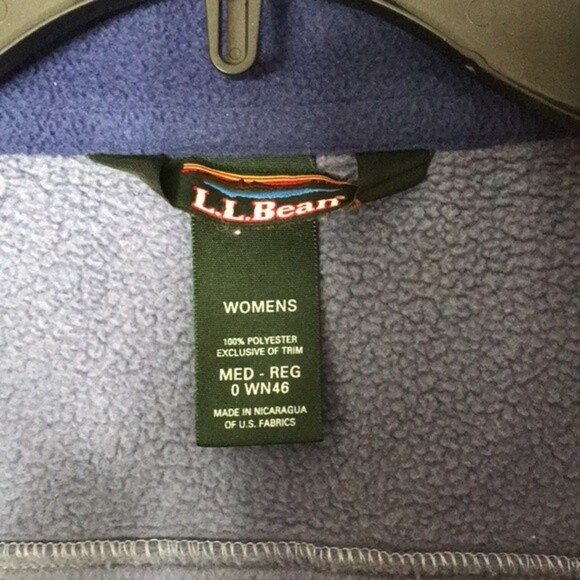 L.L.Bean
WOMENS
100% POLYESTER
EXCLUSIVE OF TRIM
MED - REG
0 WN46
MADE IN NICARAGUA
OF U.S. FABRICS